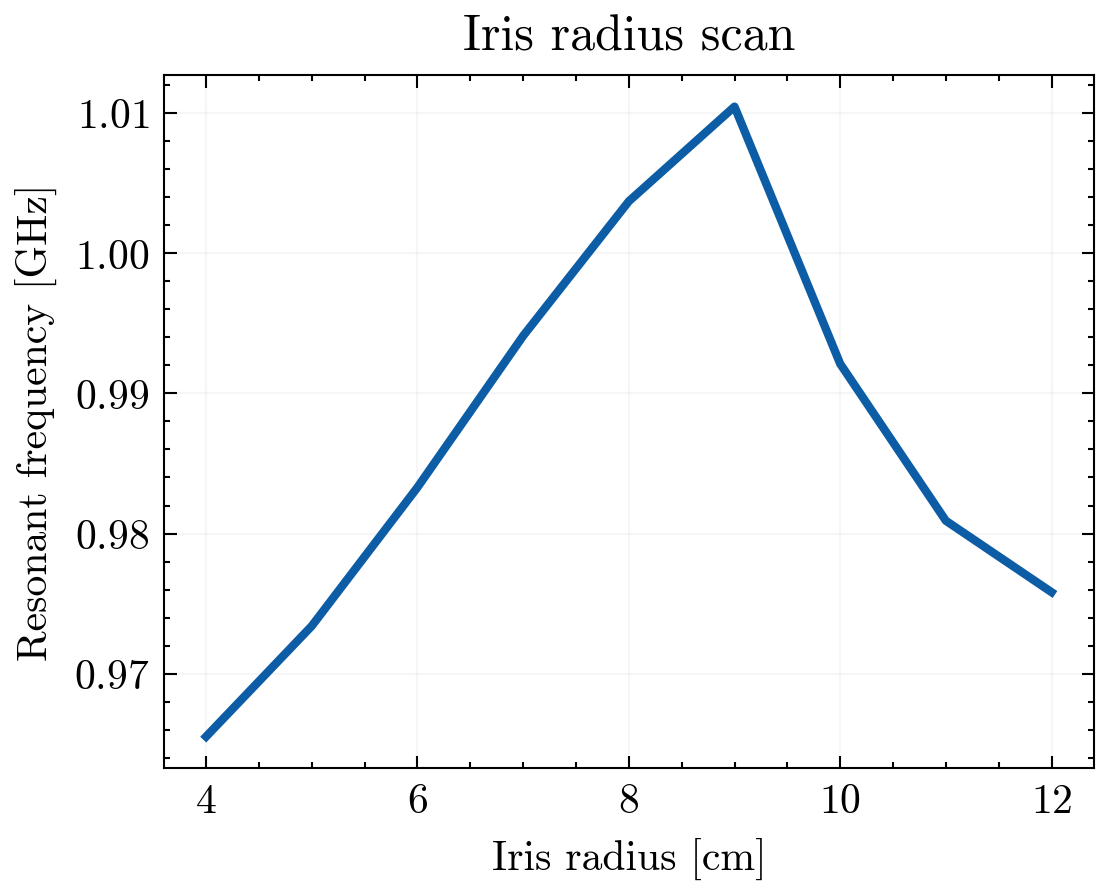 Iris radius scan
Resonant frequency [GHz]
1.01
1.00
0.99
0.98
0.97
4 6 8 10 12
Iris radius [cm]